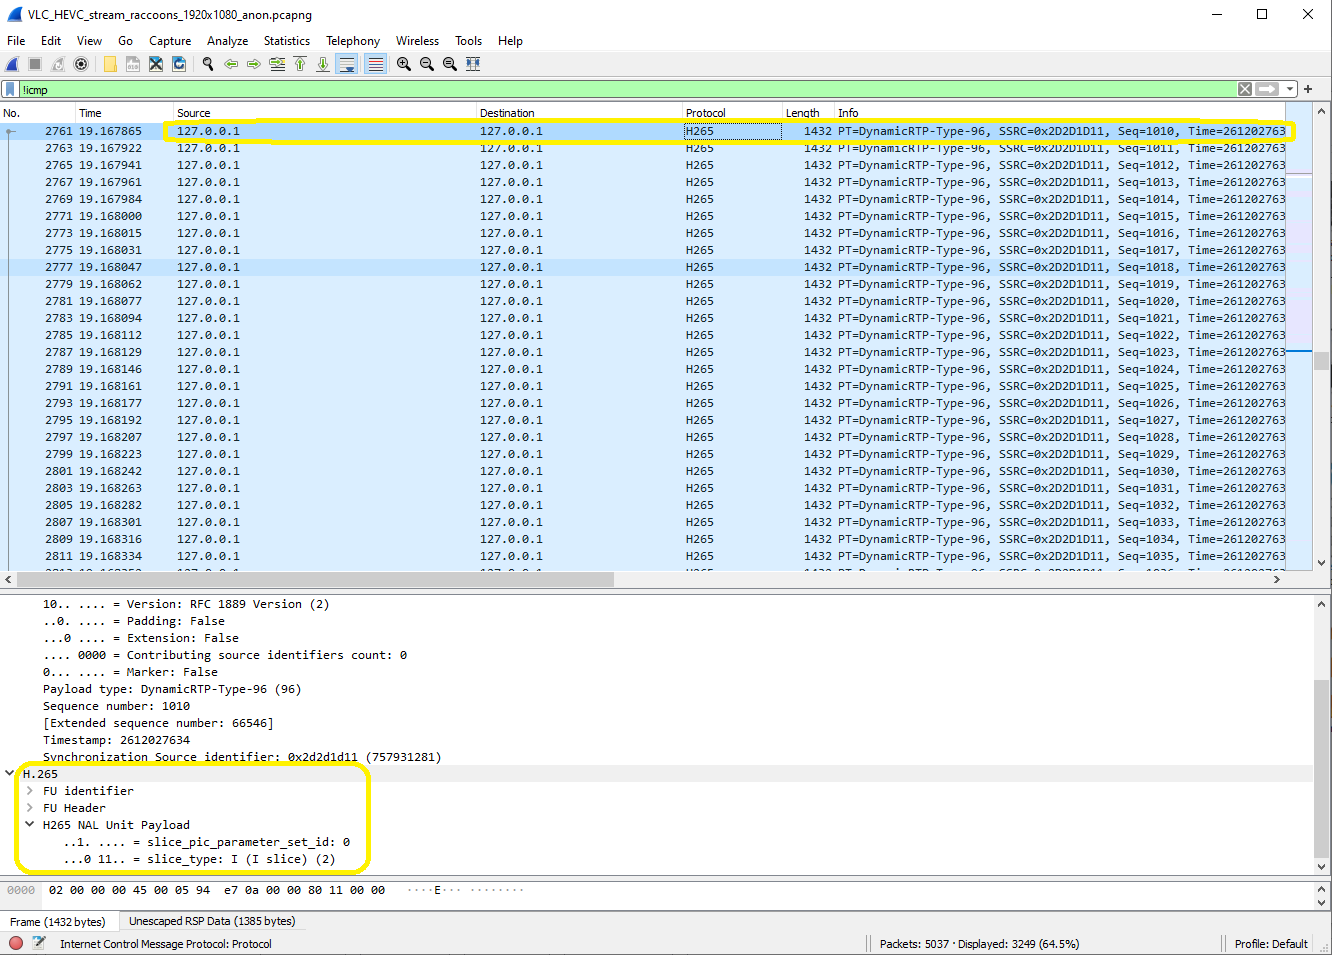 VLC_HEVC_stream_raccoons_1920x1080_anon.pcapng
File Edit View Go Capture Analyze Statistics Telephony Wireless Tools Help
!icmp
No. Time Source Destination Protocol Length Info
2761 19.167865 127.0.0.1 127.0.0.1 H265 1432 PT=DynamicRTP-Type-96, SSRC=0x2D2D1D11, Seq=1010, Time=261202763
2763 19.167922 127.0.0.1 127.0.0.1 H265 1432 PT=DynamicRTP-Type-96, SSRC=0x2D2D1D11, Seq=1011, Time=261202763
2765 19.167941 127.0.0.1 127.0.0.1 H265 1432 PT=DynamicRTP-Type-96, SSRC=0x2D2D1D11, Seq=1012, Time=261202763
2767 19.167961 127.0.0.1 127.0.0.1 H265 1432 PT=DynamicRTP-Type-96, SSRC=0x2D2D1D11, Seq=1013, Time=261202763
2769 19.167984 127.0.0.1 127.0.0.1 H265 1432 PT=DynamicRTP-Type-96, SSRC=0x2D2D1D11, Seq=1014, Time=261202763
2771 19.168000 127.0.0.1 127.0.0.1 H265 1432 PT=DynamicRTP-Type-96, SSRC=0x2D2D1D11, Seq=1015, Time=261202763
2773 19.168015 127.0.0.1 127.0.0.1 H265 1432 PT=DynamicRTP-Type-96, SSRC=0x2D2D1D11, Seq=1016, Time=261202763
2775 19.168031 127.0.0.1 127.0.0.1 H265 1432 PT=DynamicRTP-Type-96, SSRC=0x2D2D1D11, Seq=1017, Time=261202763
2777 19.168047 127.0.0.1 127.0.0.1 H265 1432 PT=DynamicRTP-Type-96, SSRC=0x2D2D1D11, Seq=1018, Time=261202763
2779 19.168062 127.0.0.1 127.0.0.1 H265 1432 PT=DynamicRTP-Type-96, SSRC=0x2D2D1D11, Seq=1019, Time=261202763
2781 19.168077 127.0.0.1 127.0.0.1 H265 1432 PT=DynamicRTP-Type-96, SSRC=0x2D2D1D11, Seq=1020, Time=261202763
2783 19.168094 127.0.0.1 127.0.0.1 H265 1432 PT=DynamicRTP-Type-96, SSRC=0x2D2D1D11, Seq=1021, Time=261202763
2785 19.168112 127.0.0.1 127.0.0.1 H265 1432 PT=DynamicRTP-Type-96, SSRC=0x2D2D1D11, Seq=1022, Time=261202763
2787 19.168129 127.0.0.1 127.0.0.1 H265 1432 PT=DynamicRTP-Type-96, SSRC=0x2D2D1D11, Seq=1023, Time=261202763
2789 19.168146 127.0.0.1 127.0.0.1 H265 1432 PT=DynamicRTP-Type-96, SSRC=0x2D2D1D11, Seq=1024, Time=261202763
2791 19.168161 127.0.0.1 127.0.0.1 H265 1432 PT=DynamicRTP-Type-96, SSRC=0x2D2D1D11, Seq=1025, Time=261202763
2793 19.168177 127.0.0.1 127.0.0.1 H265 1432 PT=DynamicRTP-Type-96, SSRC=0x2D2D1D11, Seq=1026, Time=261202763
2795 19.168192 127.0.0.1 127.0.0.1 H265 1432 PT=DynamicRTP-Type-96, SSRC=0x2D2D1D11, Seq=1027, Time=261202763
2797 19.168207 127.0.0.1 127.0.0.1 H265 1432 PT=DynamicRTP-Type-96, SSRC=0x2D2D1D11, Seq=1028, Time=261202763
2799 19.168223 127.0.0.1 127.0.0.1 H265 1432 PT=DynamicRTP-Type-96, SSRC=0x2D2D1D11, Seq=1029, Time=261202763
2801 19.168242 127.0.0.1 127.0.0.1 H265 1432 PT=DynamicRTP-Type-96, SSRC=0x2D2D1D11, Seq=1030, Time=261202763
2803 19.168263 127.0.0.1 127.0.0.1 H265 1432 PT=DynamicRTP-Type-96, SSRC=0x2D2D1D11, Seq=1031, Time=261202763
2805 19.168282 127.0.0.1 127.0.0.1 H265 1432 PT=DynamicRTP-Type-96, SSRC=0x2D2D1D11, Seq=1032, Time=261202763
2807 19.168301 127.0.0.1 127.0.0.1 H265 1432 PT=DynamicRTP-Type-96, SSRC=0x2D2D1D11, Seq=1033, Time=261202763
2809 19.168316 127.0.0.1 127.0.0.1 H265 1432 PT=DynamicRTP-Type-96, SSRC=0x2D2D1D11, Seq=1034, Time=261202763
2811 19.168334 127.0.0.1 127.0.0.1 H265 1432 PT=DynamicRTP-Type-96, SSRC=0x2D2D1D11, Seq=1035, Time=261202763
10.. .... = Version: RFC 1889 Version (2)
..0. .... = Padding: False
...0 .... = Extension: False
.... 0000 = Contributing source identifiers count: 0
0... .... = Marker: False
Payload type: DynamicRTP-Type-96 (96)
Sequence number: 1010
[Extended sequence number: 66546]
Timestamp: 2612027634
Synchronization Source identifier: 0x2d2d1d11 (757931281)
H.265
FU identifier
FU Header
H265 NAL Unit Payload
..1. .... = slice_pic_parameter_set_id: 0
...0 11.. = slice_type: I (I slice) (2)
0000 02 00 00 00 45 00 05 94 e7 0a 00 00 80 11 00 00 ····E··· ········
Frame (1432 bytes) Unescaped RSP Data (1385 bytes)
Internet Control Message Protocol: Protocol Packets: 5037 · Displayed: 3249 (64.5%) Profile: Default